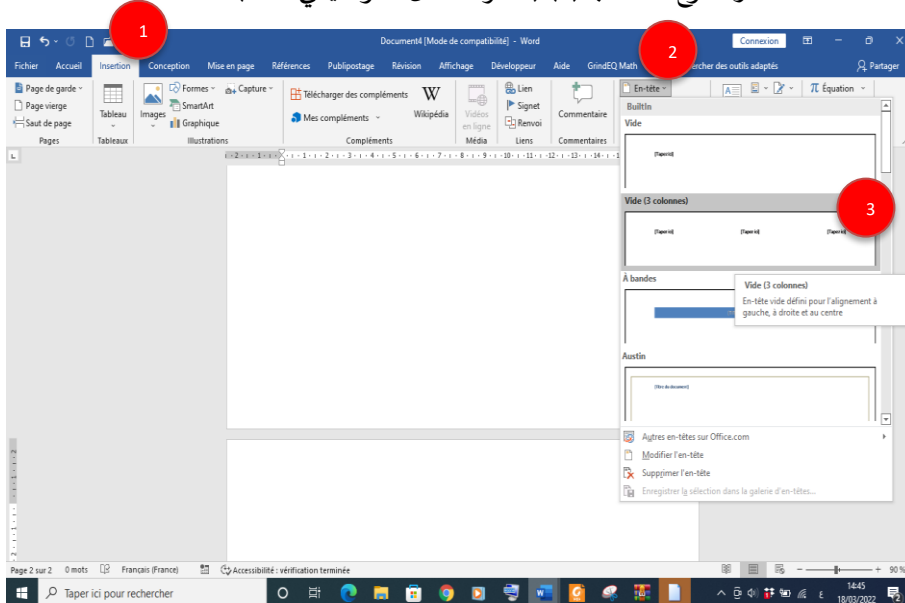 1
2
Document4 [Mode de compatibilité] - Word
Connexion
Fichier Accueil Insertion Conception Mise en page Références Publipostage Révision Affichage Développeur Aide GrindEQ Math cher des outils adaptés Partager
Page de garde
Page vierge
Saut de page
Pages
Tableau
Tableaux
Images
Formes
SmartArt
Graphique
Capture
Illustrations
Télécharger des compléments
Mes compléments
Wikipédia
Compléments
Vidéos
en ligne
Média
Lien
Signet
Renvoi
Liens
Commentaire
Commentaires
En-tête
Équation
Builtin
Vide
[Taper ici]
Vide (3 colonnes)
3
[Taper ici] [Taper ici] [Taper ici]
À bandes
Vide (3 colonnes)
En-tête vide défini pour l'alignement à
gauche, à droite et au centre
Austin
[Titre du document]
Autres en-têtes sur Office.com
Modifier l'en-tête
Supprimer l'en-tête
Enregistrer la sélection dans la galerie d'en-têtes...
Page 2 sur 2 0 mots Français (France) Accessibilité : vérification terminée 90 %
Taper ici pour rechercher
14:45
18/03/2022